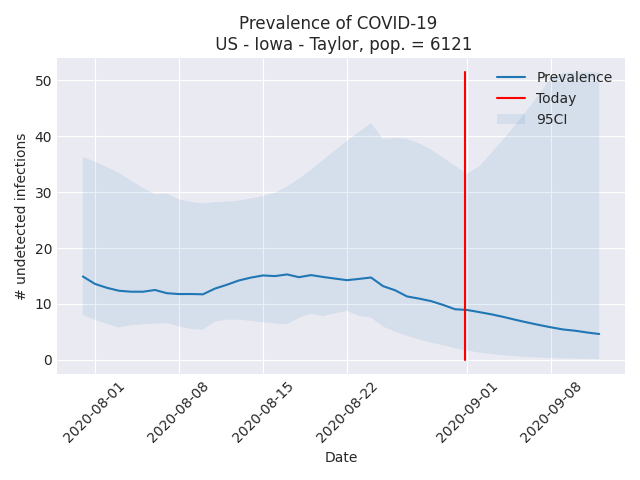 Prevalence of COVID-19
US - Iowa - Taylor, pop. = 6121
Prevalence
Today
95CI
# undetected infections
50
40
30
20
10
0
2020-08-01
2020-08-08
2020-08-15
2020-08-22
2020-09-01
2020-09-08
Date